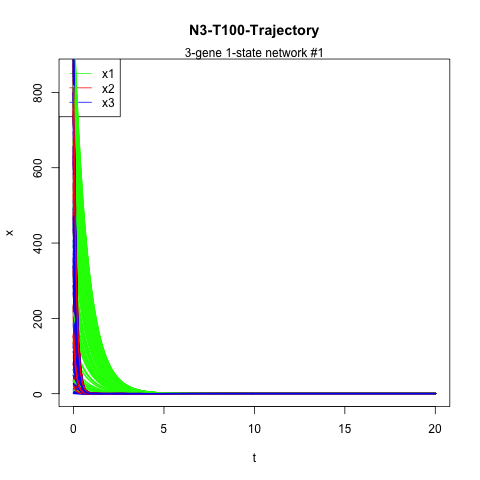 N3-T100-Trajectory
3-gene 1-state network #1
x1
x2
x3
x
800
600
400
200
0
0 5 10 15 20
t